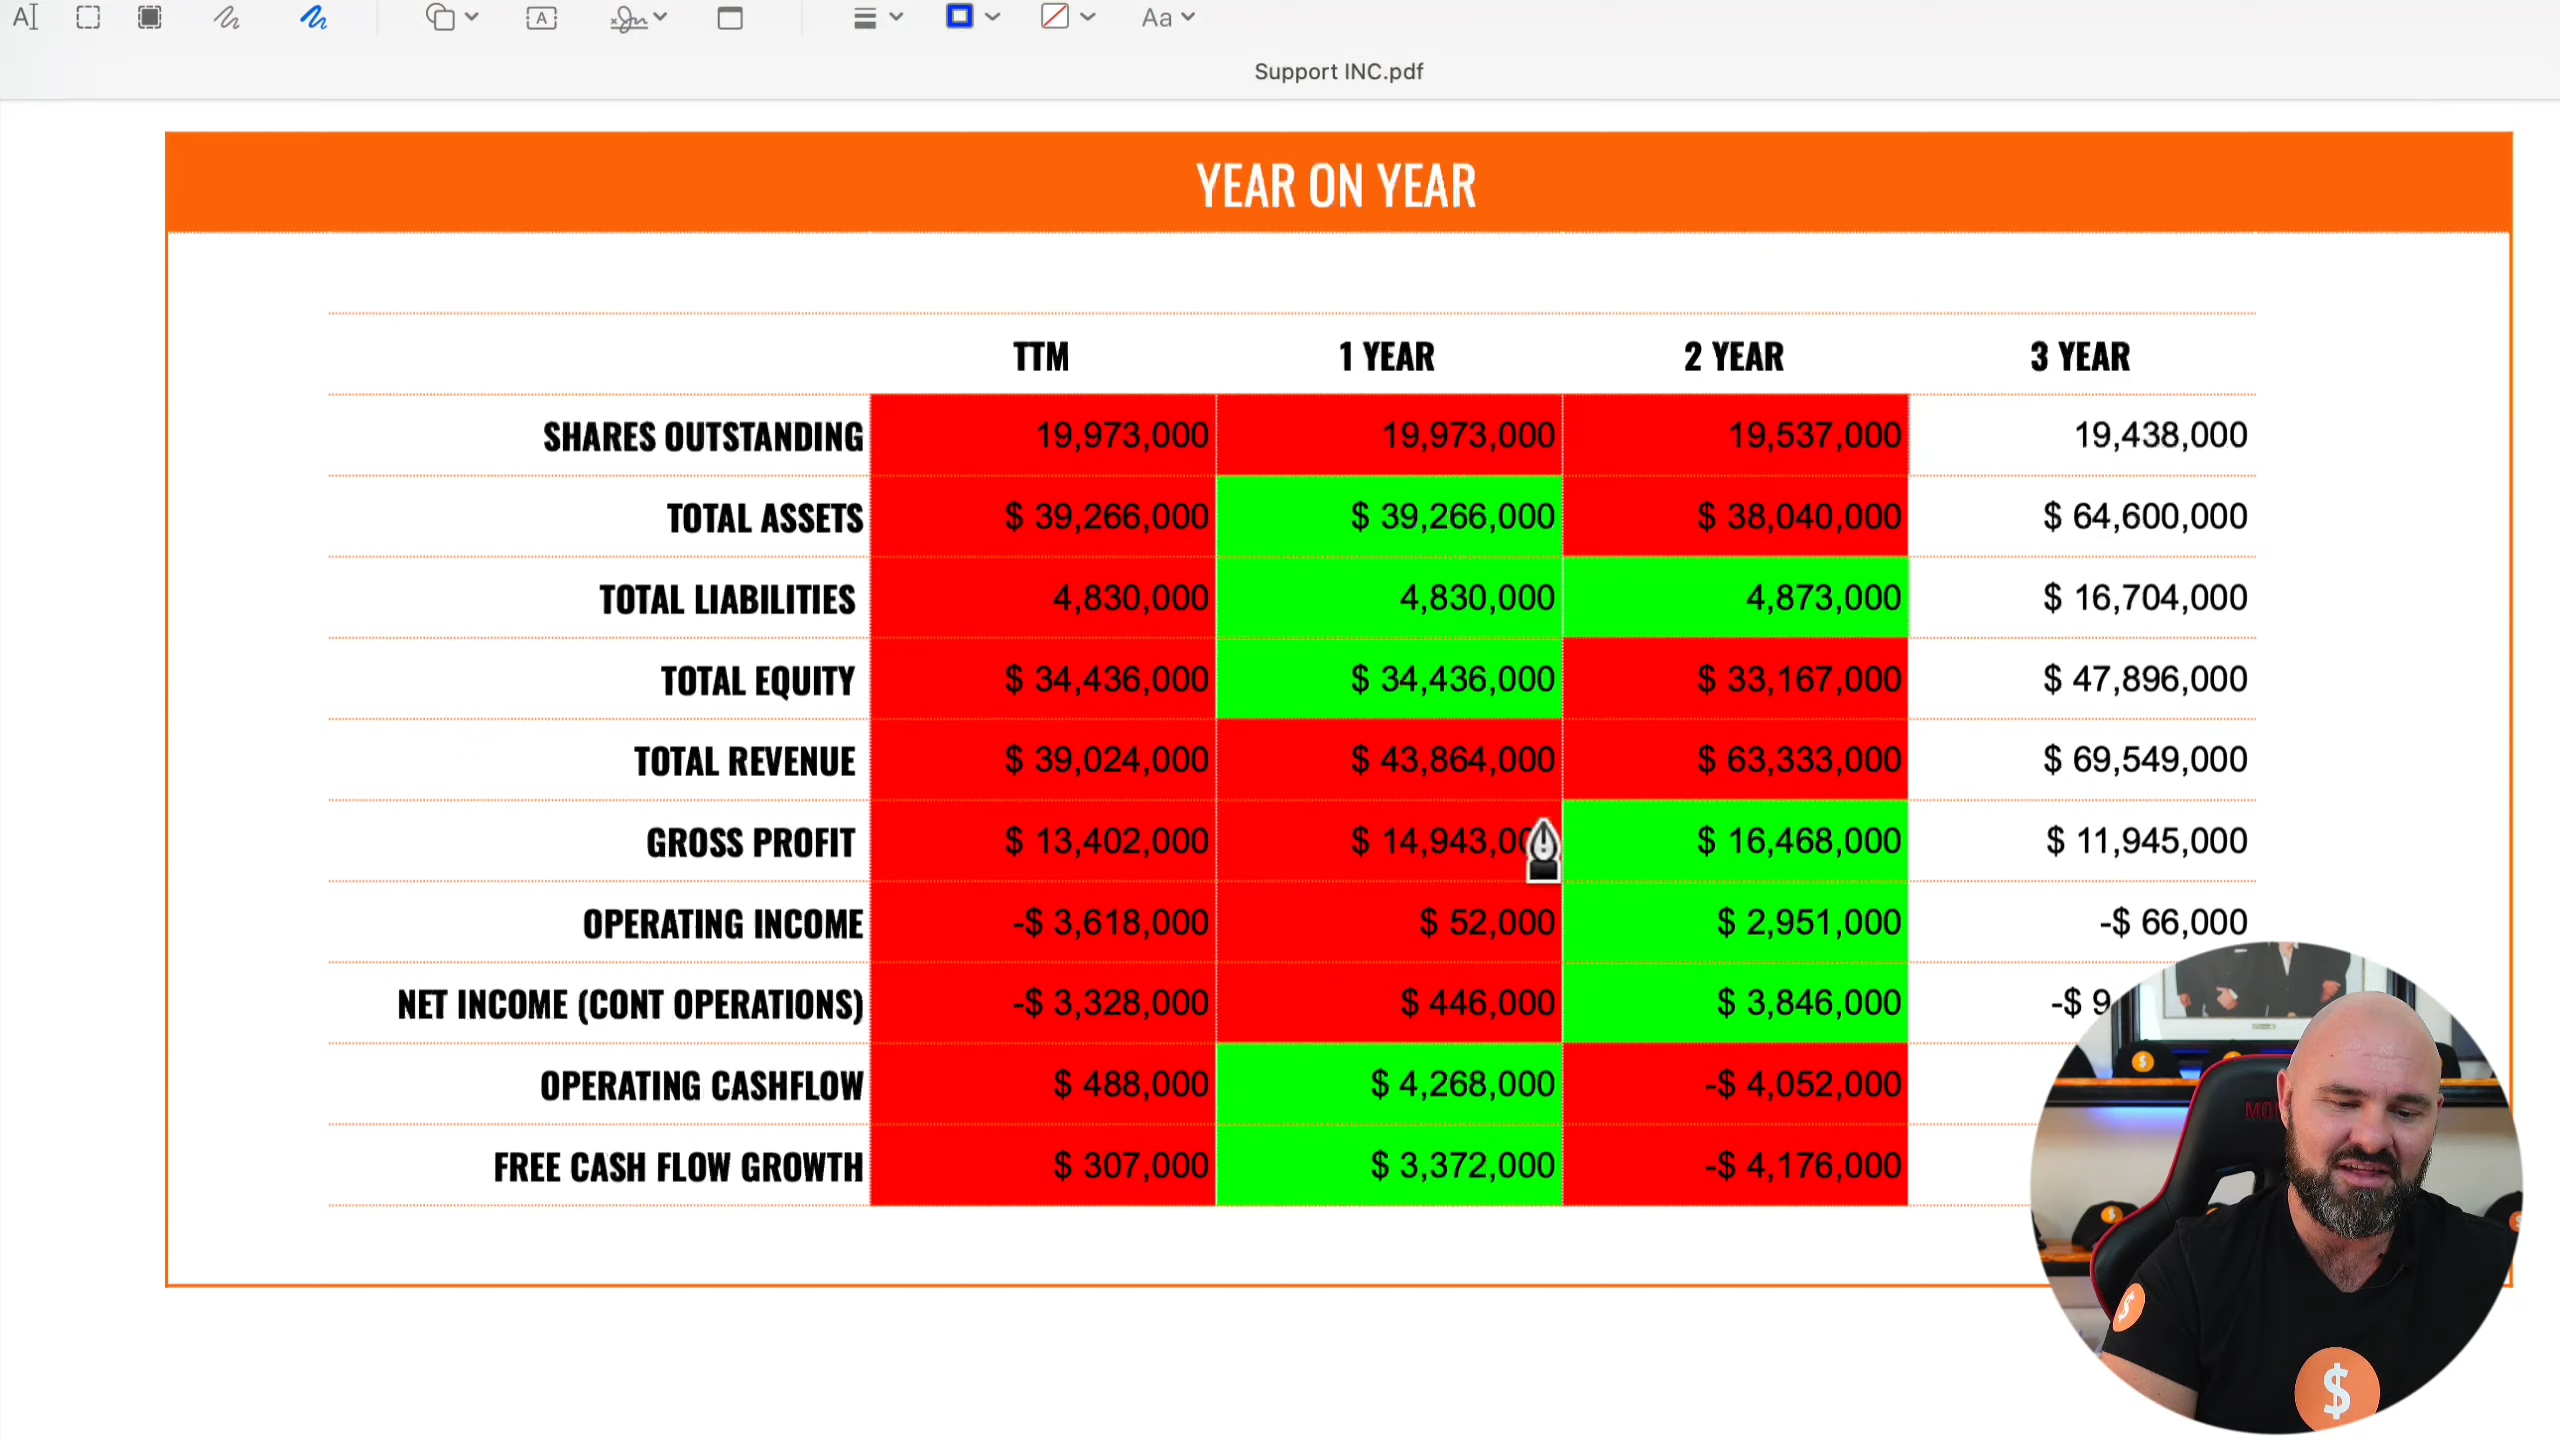 A
Aa
Support INC.pdf
YEAR ON YEAR
TTM 1 YEAR 2 YEAR 3 YEAR
SHARES OUTSTANDING 19,973,000 19,973,000 19,537,000 19,438,000
TOTAL ASSETS $ 39,266,000 $ 39,266,000 $ 38,040,000 $ 64,600,000
TOTAL LIABILITIES 4,830,000 4,830,000 4,873,000 $ 16,704,000
TOTAL EQUITY $ 34,436,000 $ 34,436,000 $ 33,167,000 $ 47,896,000
TOTAL REVENUE $ 39,024,000 $ 43,864,000 $ 63,333,000 $ 69,549,000
GROSS PROFIT $ 13,402,000 $ 14,943,00 $ 16,468,000 $ 11,945,000
OPERATING INCOME -$ 3,618,000 $ 52,000 $ 2,951,000 -$ 66,000
NET INCOME (CONT OPERATIONS) -$ 3,328,000 $ 446,000 $ 3,846,000 -$ 9
OPERATING CASHFLOW $ 488,000 $ 4,268,000 -$ 4,052,000
FREE CASH FLOW GROWTH $ 307,000 $ 3,372,000 -$ 4,176,000
$
$